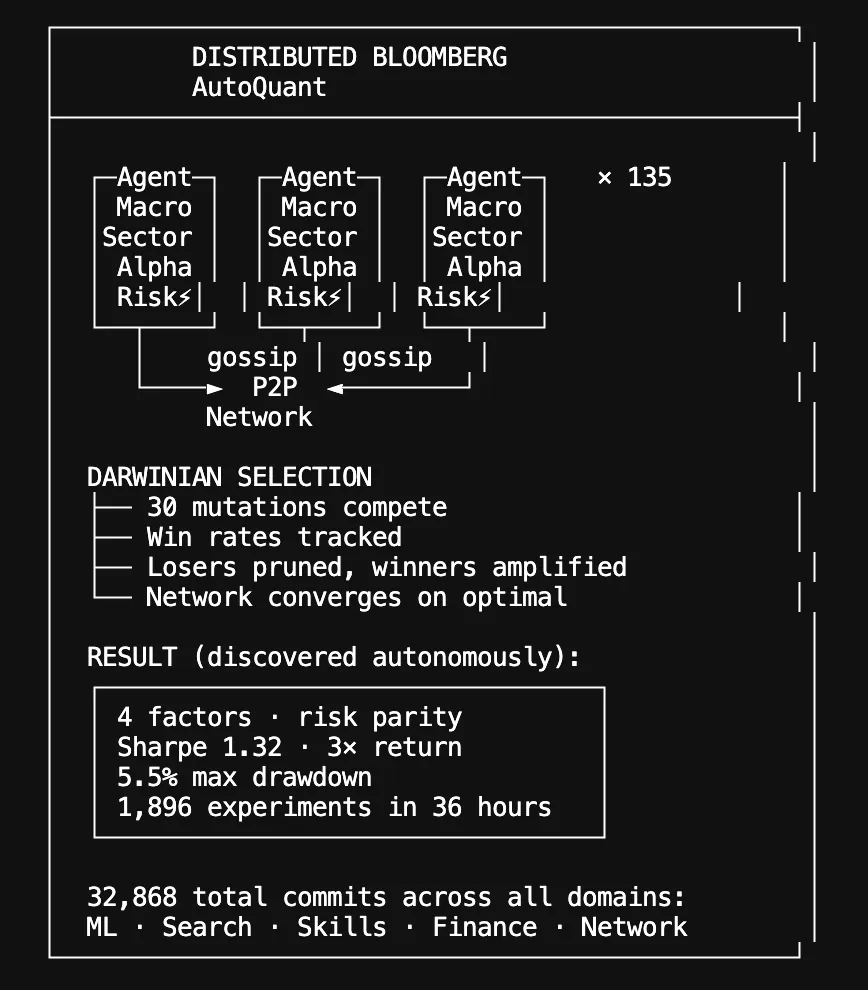 DISTRIBUTED BLOOMBERG
AutoQuant
Agent Agent Agent × 135
Macro Macro Macro
Sector Sector Sector
Alpha Alpha Alpha
Risk⚡ Risk⚡ Risk⚡
gossip gossip
P2P
Network
DARWINIAN SELECTION
30 mutations compete
Win rates tracked
Losers pruned, winners amplified
Network converges on optimal
RESULT (discovered autonomously):
4 factors · risk parity
Sharpe 1.32 · 3× return
5.5% max drawdown
1,896 experiments in 36 hours
32,868 total commits across all domains:
ML · Search · Skills · Finance · Network